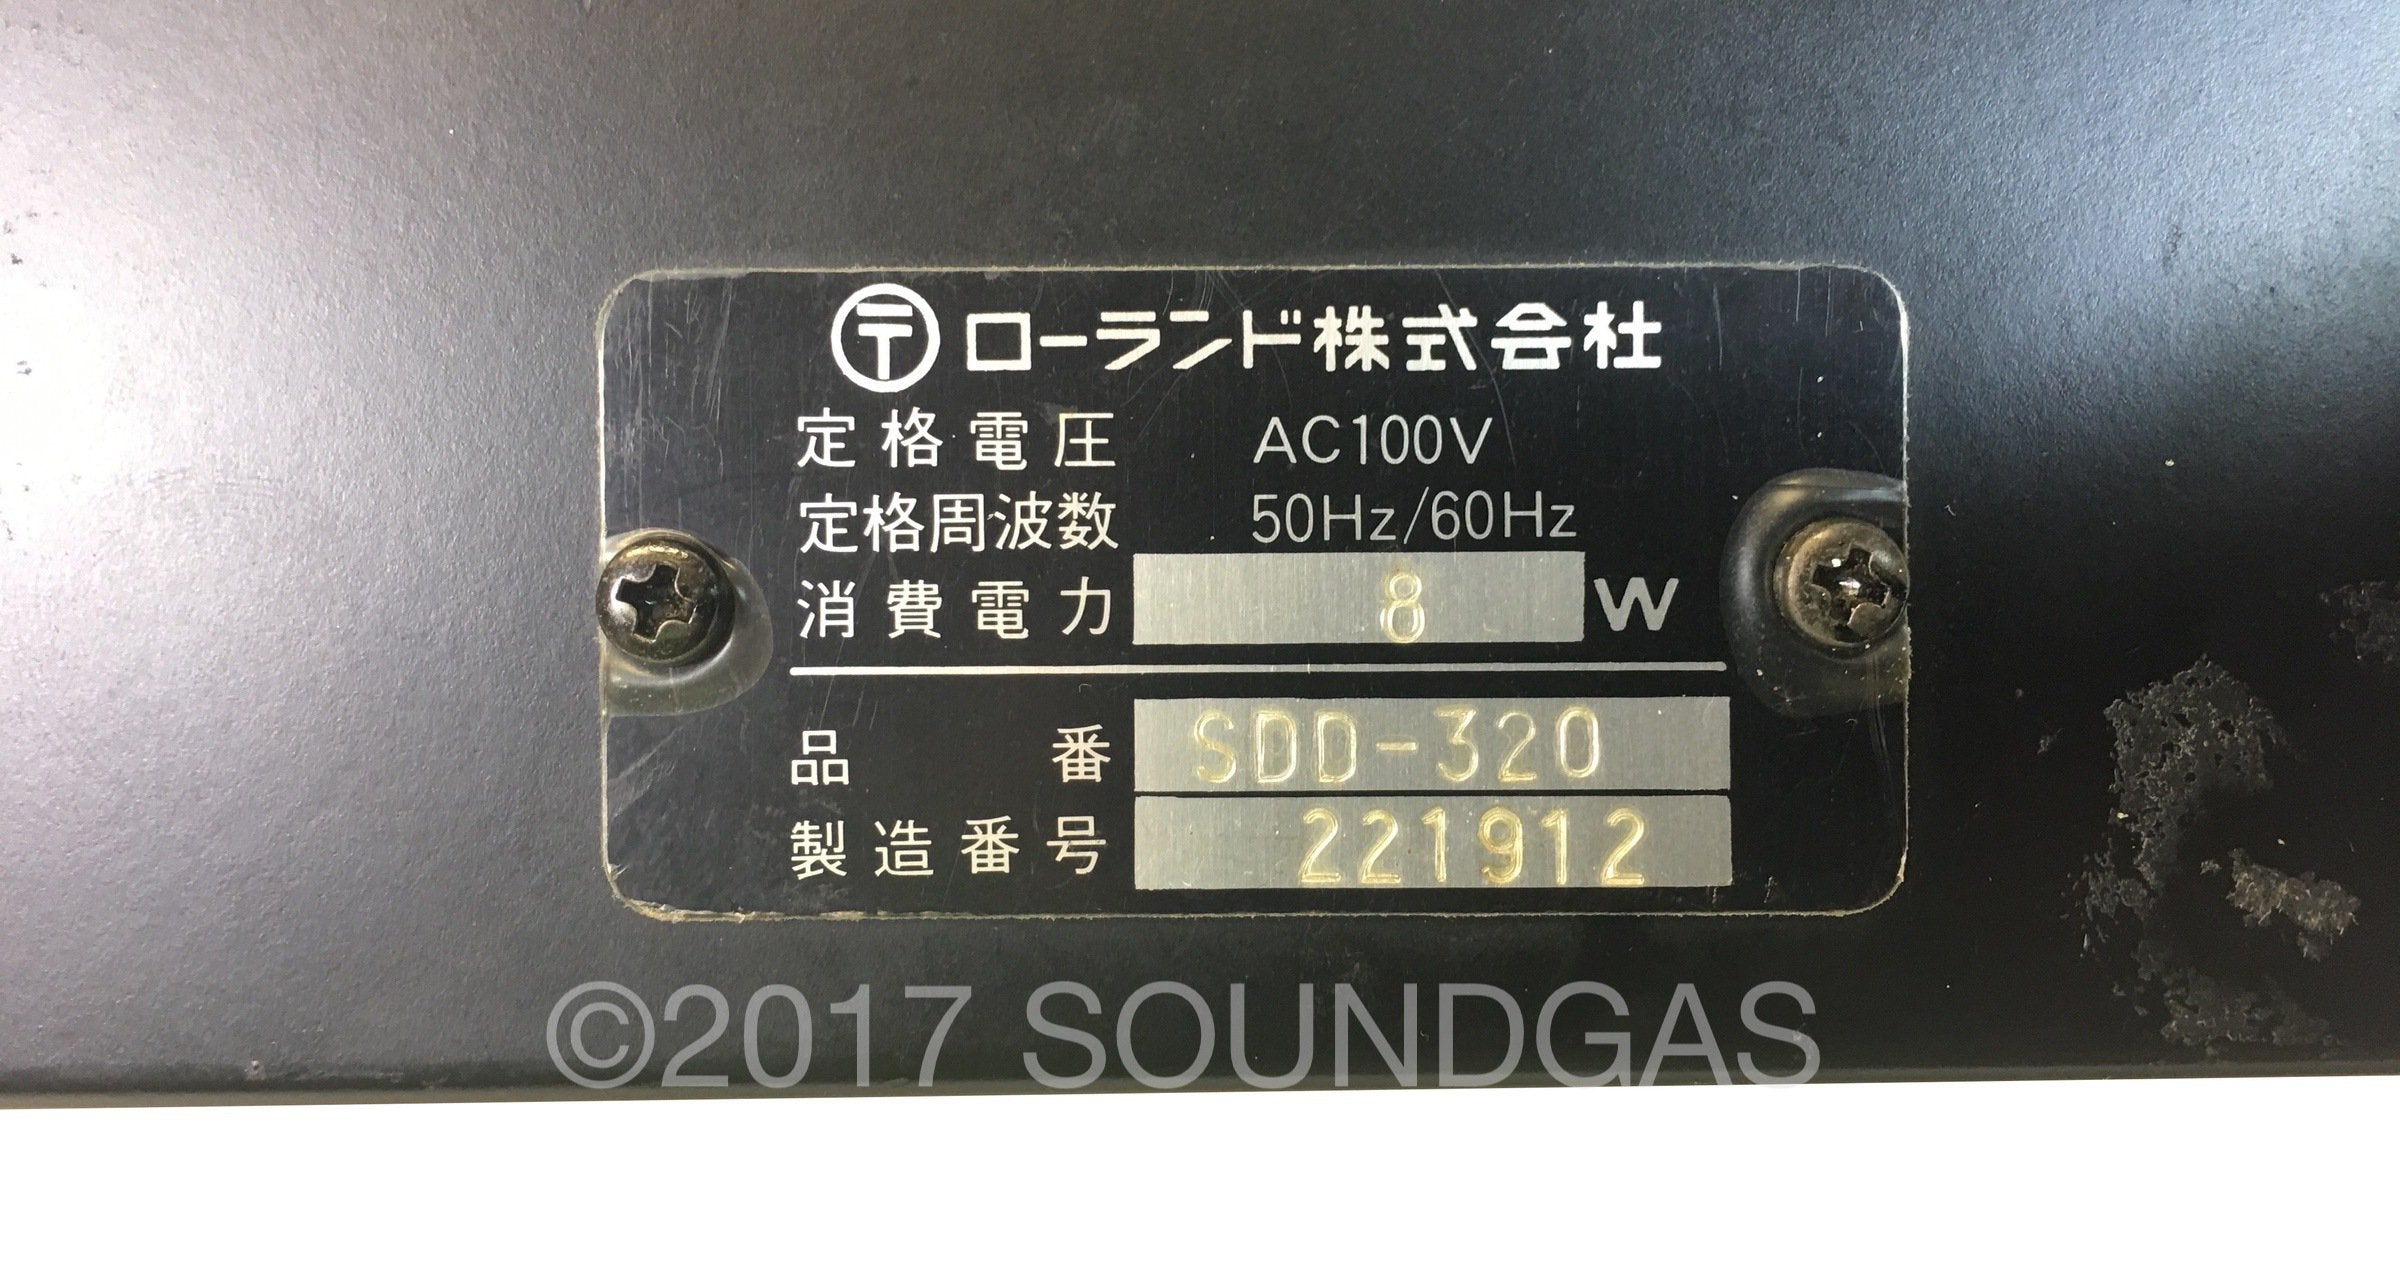 〒ローランド株式会社
定格電圧 AC100V
定格周波数 50Hz/60Hz
消費電力 8 W
品番 SDD-320
製造番号 221912
©2017 SOUNDGAS